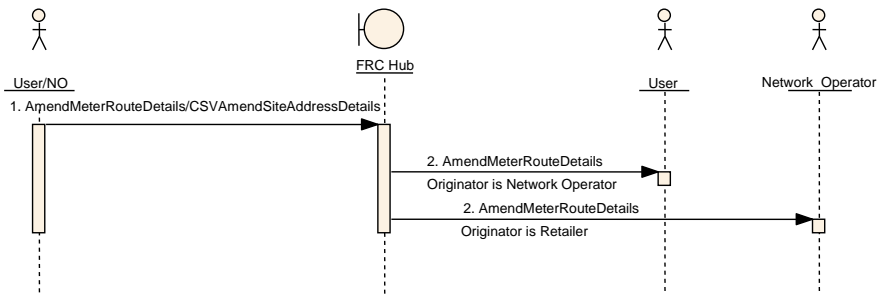 FRC Hub
User/NO
User
Network Operator
1. AmendMeterRouteDetails/CSVAmendSiteAddressDetails
2. AmendMeterRouteDetails
Originator is Network Operator
2. AmendMeterRouteDetails
Originator is Retailer